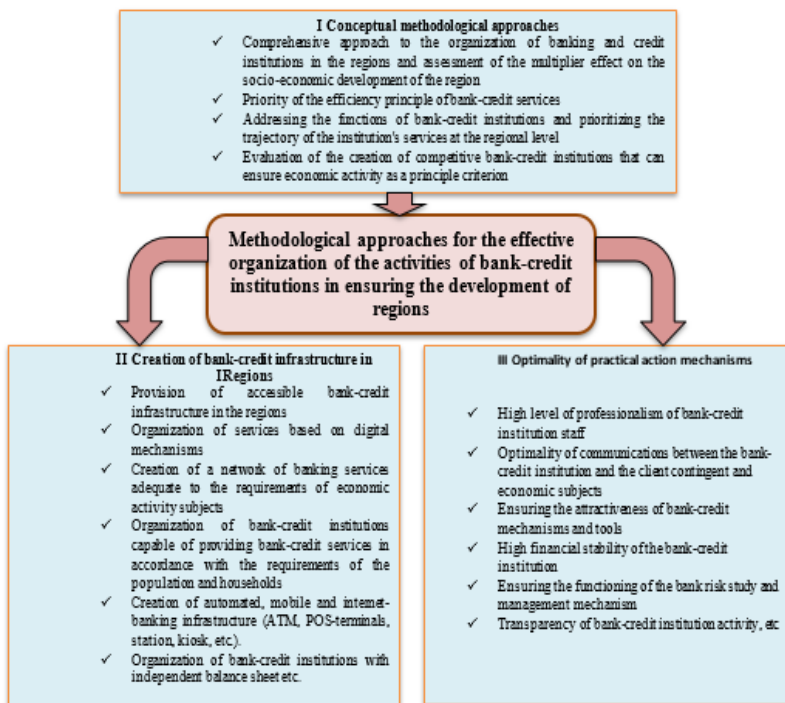 I Conceptual methodological approaches
✓ Comprehensive approach to the organization of banking and credit
institutions in the regions and assessment of the multiplier effect on the
socio-economic development of the region
✓ Priority of the efficiency principle of bank-credit services
✓ Addressing the functions of bank-credit institutions and prioritizing the
trajectory of the institution's services at the regional level
✓ Evaluation of the creation of competitive bank-credit institutions that can
ensure economic activity as a principle criterion
Methodological approaches for the effective
organization of the activities of bank-credit
institutions in ensuring the development of
regions
II Creation of bank-credit infrastructure in
IRegions
✓ Provision of accessible bank-credit
infrastructure in the regions
✓ Organization of services based on digital
mechanisms
✓ Creation of a network of banking services
adequate to the requirements of economic
activity subjects
✓ Organization of bank-credit institutions
capable of providing bank-credit services in
accordance with the requirements of the
population and households
✓ Creation of automated, mobile and internet-
banking infrastructure (ATM, POS-terminals,
station, kiosk, etc.).
✓ Organization of bank-credit institutions with
independent balance sheet etc.
III Optimality of practical action mechanisms
✓ High level of professionalism of bank-credit
institution staff
✓ Optimality of communications between the bank-
credit institution and the client contingent and
economic subjects
✓ Ensuring the attractiveness of bank-credit
mechanisms and tools
✓ High financial stability of the bank-credit
institution
✓ Ensuring the functioning of the bank risk study and
management mechanism
✓ Transparency of bank-credit institution activity, etc